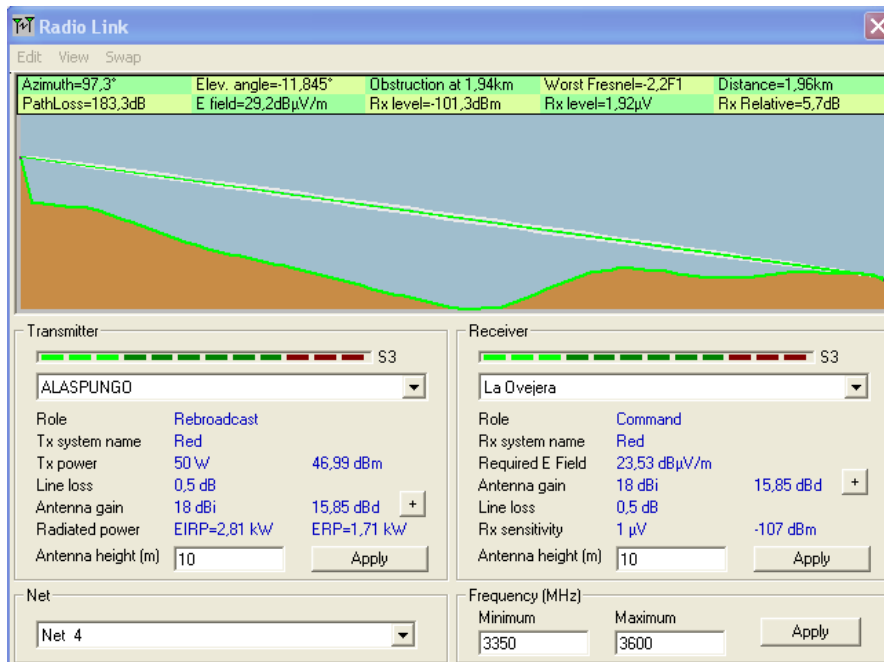 Radio Link
Edit View Swap
Azimuth=97,3° Elev. angle=-11,845° Obstruction at 1,94km Worst Fresnel=-2,2F1 Distance=1,96km
PathLoss=183,3dB E field=29,2dBµV/m Rx level=-101,3dBm Rx level=1,92µV Rx Relative=5,7dB
Transmitter
S3
ALASPUNGO
Role Rebroadcast
Tx system name Red
Tx power 50 W 46,99 dBm
Line loss 0,5 dB
Antenna gain 18 dBi 15,85 dBd +
Radiated power EIRP=2,81 kW ERP=1,71 kW
Antenna height (m) 10 Apply
Receiver
S3
La Ovejera
Role Command
Rx system name Red
Required E Field 23,53 dBµV/m
Antenna gain 18 dBi 15,85 dBd +
Line loss 0,5 dB
Rx sensitivity 1 µV -107 dBm
Antenna height (m) 10 Apply
Net
Net 4
Frequency (MHz)
Minimum Maximum
3350 3600 Apply